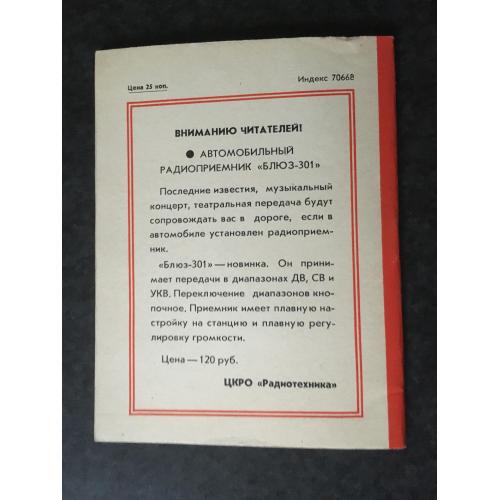 Цена 25 коп.
Индекс 70668
ВНИМАНИЮ ЧИТАТЕЛЕЙ!
● АВТОМОБИЛЬНЫЙ
РАДИОПРИЕМНИК «БЛЮЗ-301»
Последние известия, музыкальный
концерт, театральная передача будут
сопровождать вас в дороге, если в
автомобиле установлен радиоприем-
ник.
«Блюз-301» — новинка. Он прини-
мает передачи в диапазонах ДВ, СВ и
УКВ. Переключение диапазонов кно-
почное. Приемник имеет плавную на-
стройку на станцию и плавную регу-
лировку громкости.
Цена — 120 руб.
ЦКРО «Радиотехника»